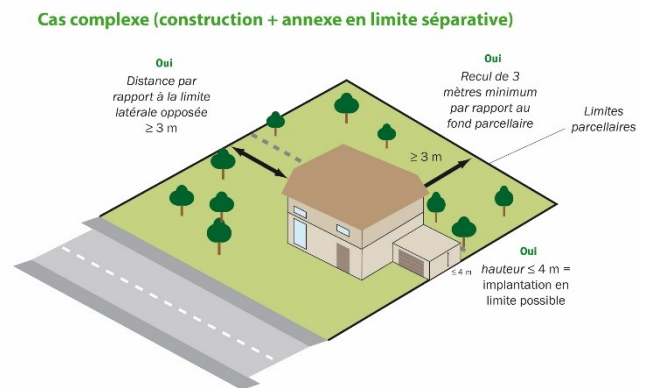 Cas complexe (construction + annexe en limite séparative)
Oui
Distance par
rapport à la limite
latérale opposée
≥ 3 m
Oui
Recul de 3
mètres minimum
par rapport au
fond parcellaire
Limites
parcellaires
≥ 3 m
≤ 4 m
Oui
hauteur ≤ 4 m =
implantation en
limite possible